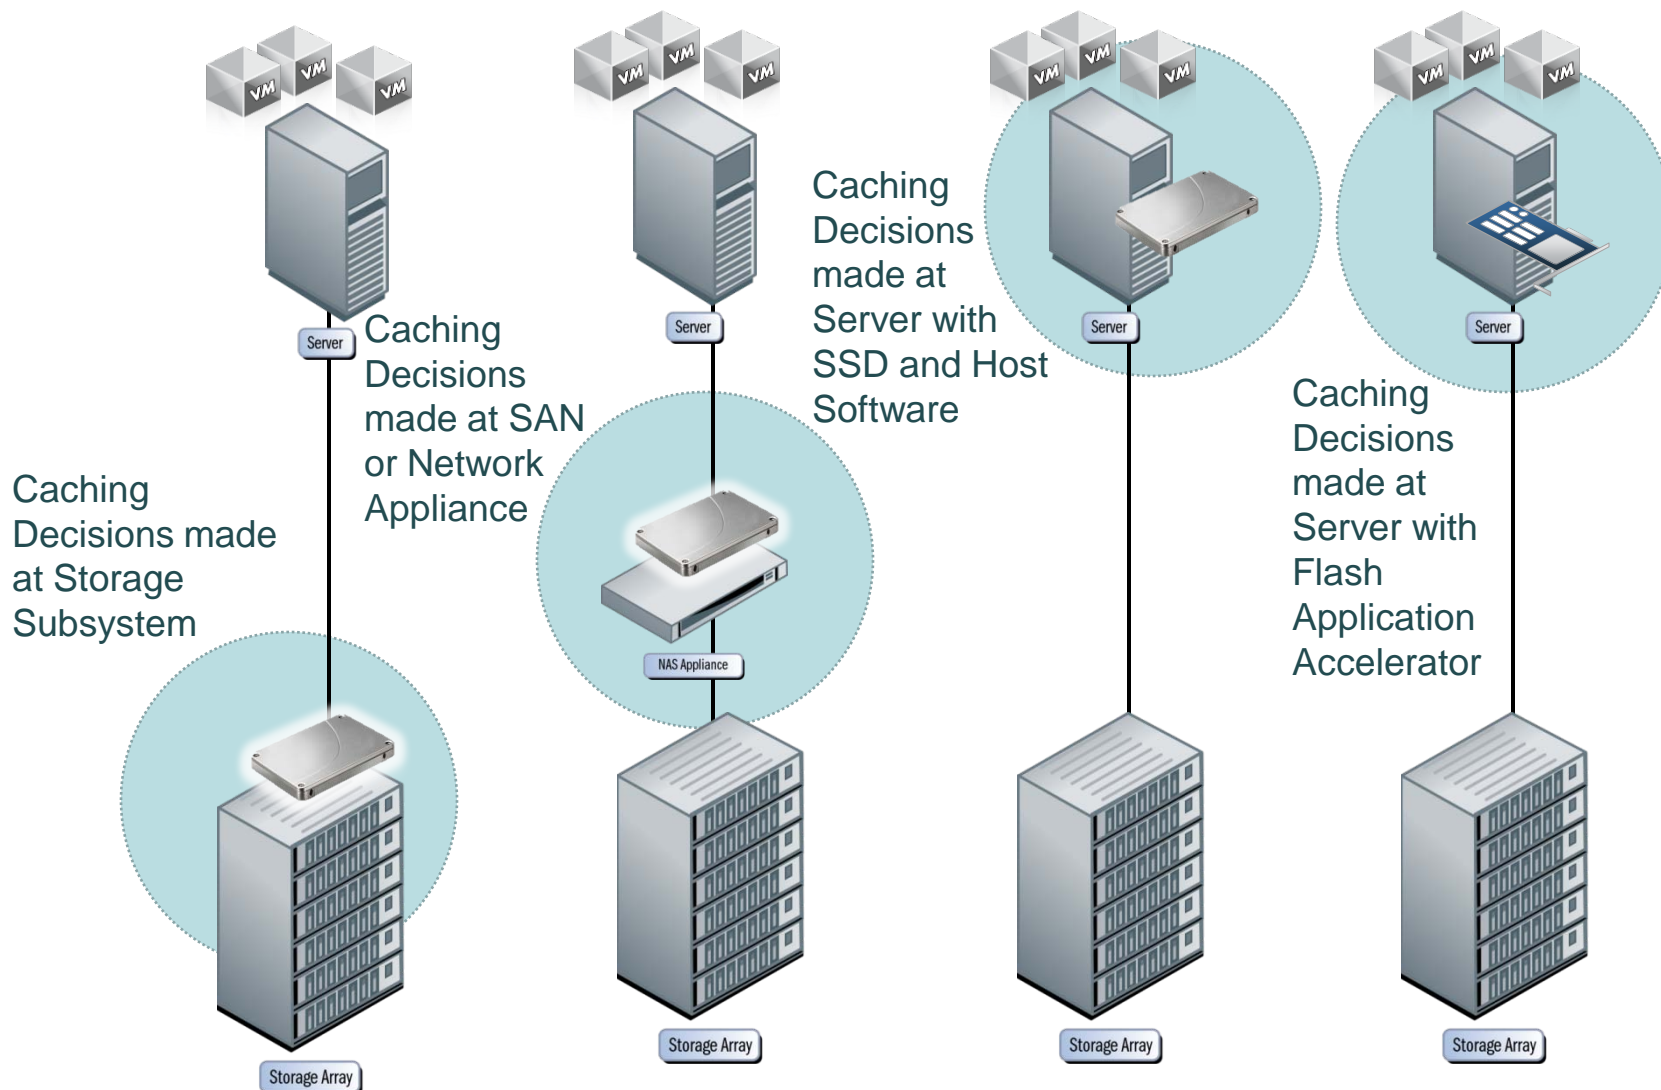 VM
VM
VM
Server
Caching
Decisions made
at Storage
Subsystem
Storage Array
VM
VM
VM
Server
Caching
Decisions
made at SAN
or Network
Appliance
NAS Appliance
Storage Array
VM
VM
VM
Caching
Decisions
made at
Server with
SSD and Host
Software
Server
Storage Array
VM
VM
VM
Server
Caching
Decisions
made at
Server with
Flash
Application
Accelerator
Storage Array